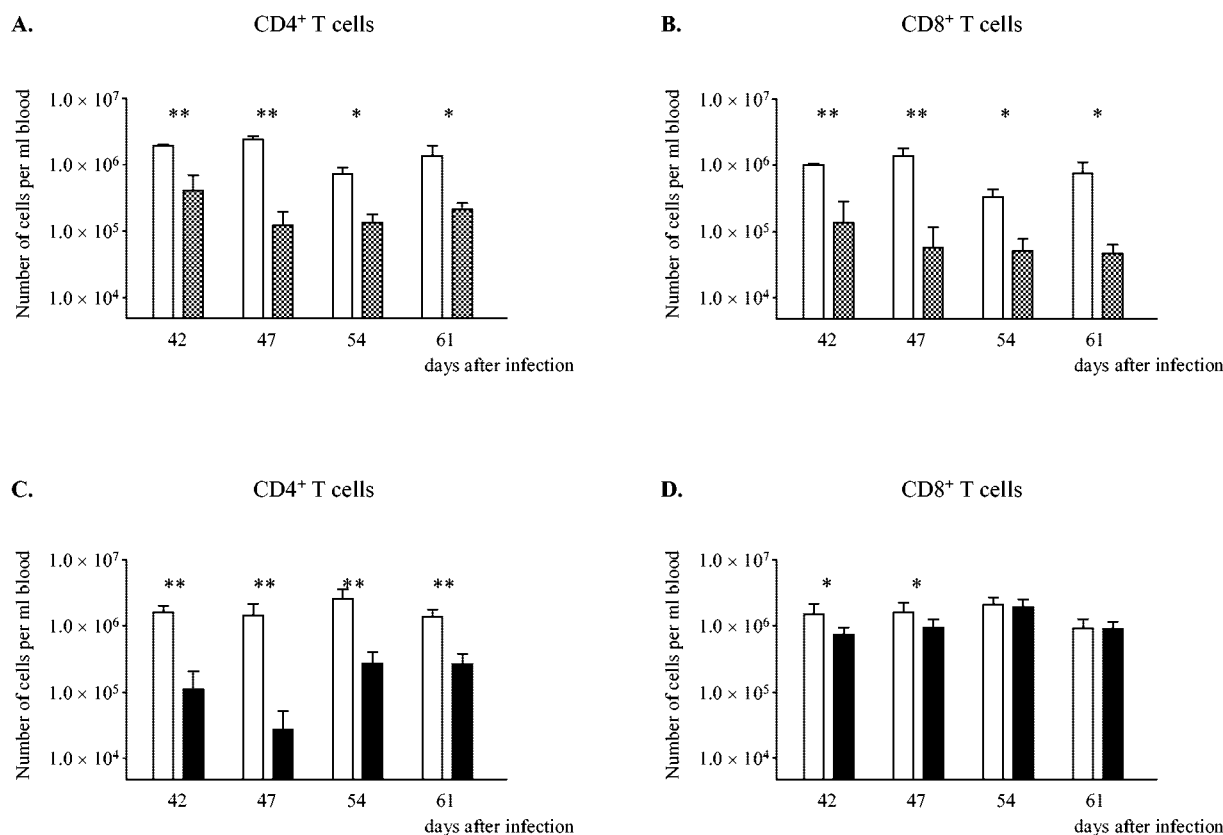 A.
CD4⁺ T cells
Number of cells per ml blood
1.0 × 10⁷
1.0 × 10⁶
1.0 × 10⁵
1.0 × 10⁴
** ** * *
42 47 54 61
days after infection
B.
CD8⁺ T cells
Number of cells per ml blood
1.0 × 10⁷
1.0 × 10⁶
1.0 × 10⁵
1.0 × 10⁴
** ** * *
42 47 54 61
days after infection
C.
CD4⁺ T cells
Number of cells per ml blood
1.0 × 10⁷
1.0 × 10⁶
1.0 × 10⁵
1.0 × 10⁴
** ** ** **
42 47 54 61
days after infection
D.
CD8⁺ T cells
Number of cells per ml blood
1.0 × 10⁷
1.0 × 10⁶
1.0 × 10⁵
1.0 × 10⁴
* *
42 47 54 61
days after infection